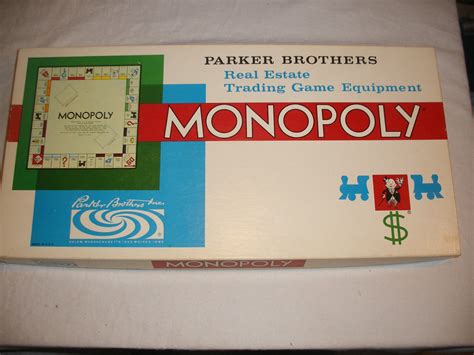 PARKER BROTHERS
Real Estate
Trading Game Equipment
MONOPOLY
MONOPOLY
Parker Brothers Inc.
$
MONOPOLY